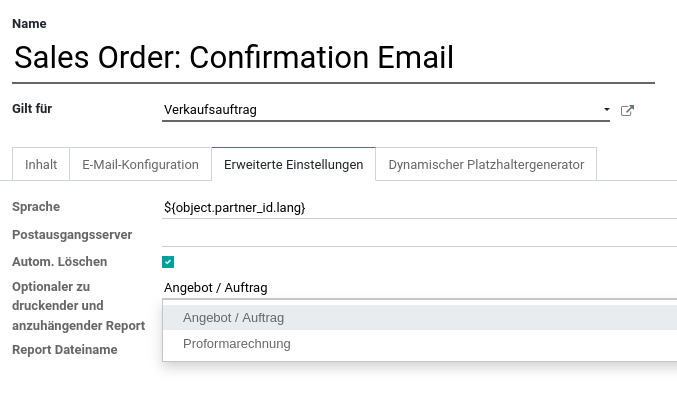 Name
Sales Order: Confirmation Email
Gilt für
Verkaufsauftrag
Inhalt
E-Mail-Konfiguration
Erweiterte Einstellungen
Dynamischer Platzhaltergenerator
Sprache
${object.partner_id.lang}
Postausgangsserver
Autom. Löschen
Optionaler zu
druckender und
anzuhängender Report
Angebot / Auftrag
Angebot / Auftrag
Proformarechnung
Report Dateiname